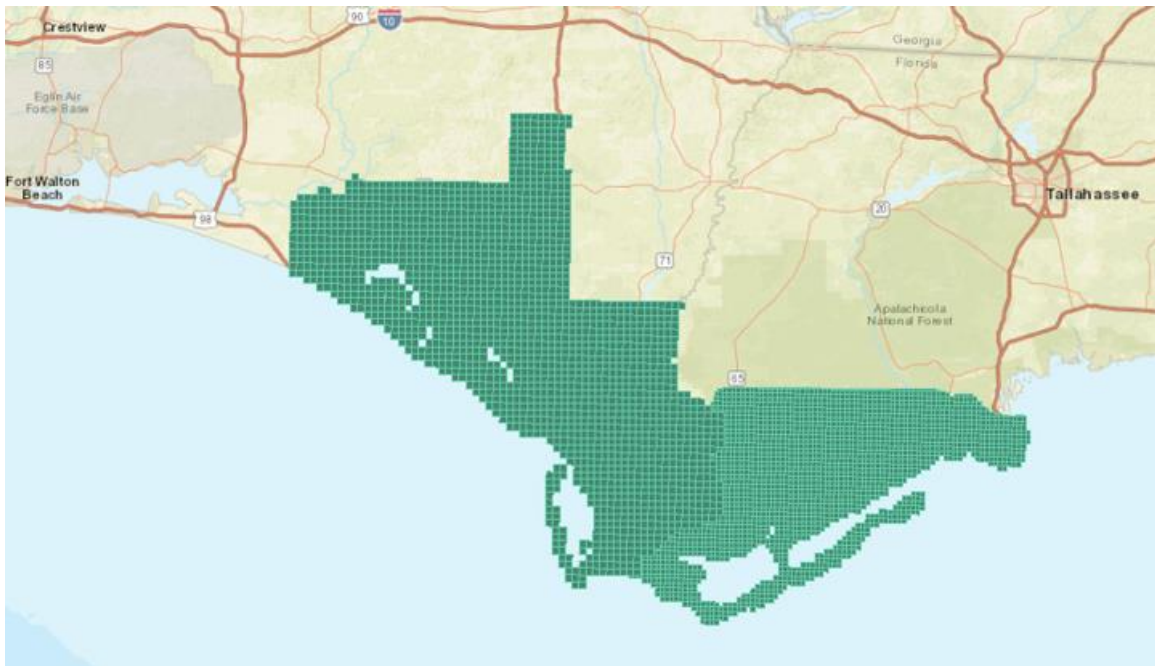 Crestview
90
10
Georgia
Florida
85
Eglin Air
Force Base
Fort Walton
Beach
98
Tallahassee
20
71
Apalachicola
National Forest
65